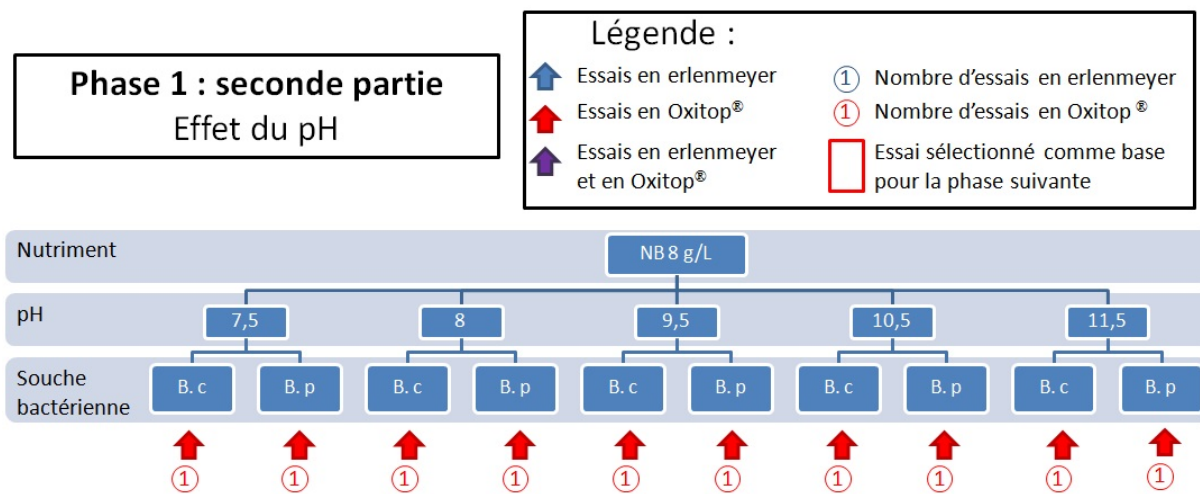 Phase 1 : seconde partie
Effet du pH
Légende :
Essais en erlenmeyer
Essais en Oxitop®
Essais en erlenmeyer
et en Oxitop®
1 Nombre d’essais en erlenmeyer
1 Nombre d’essais en Oxitop ®
Essai sélectionné comme base
pour la phase suivante
Nutriment
NB 8 g/L
pH
7,5 8 9,5 10,5 11,5
Souche
bactérienne
B. c B. p B. c B. p B. c B. p B. c B. p B. c B. p
1 1 1 1 1 1 1 1 1 1